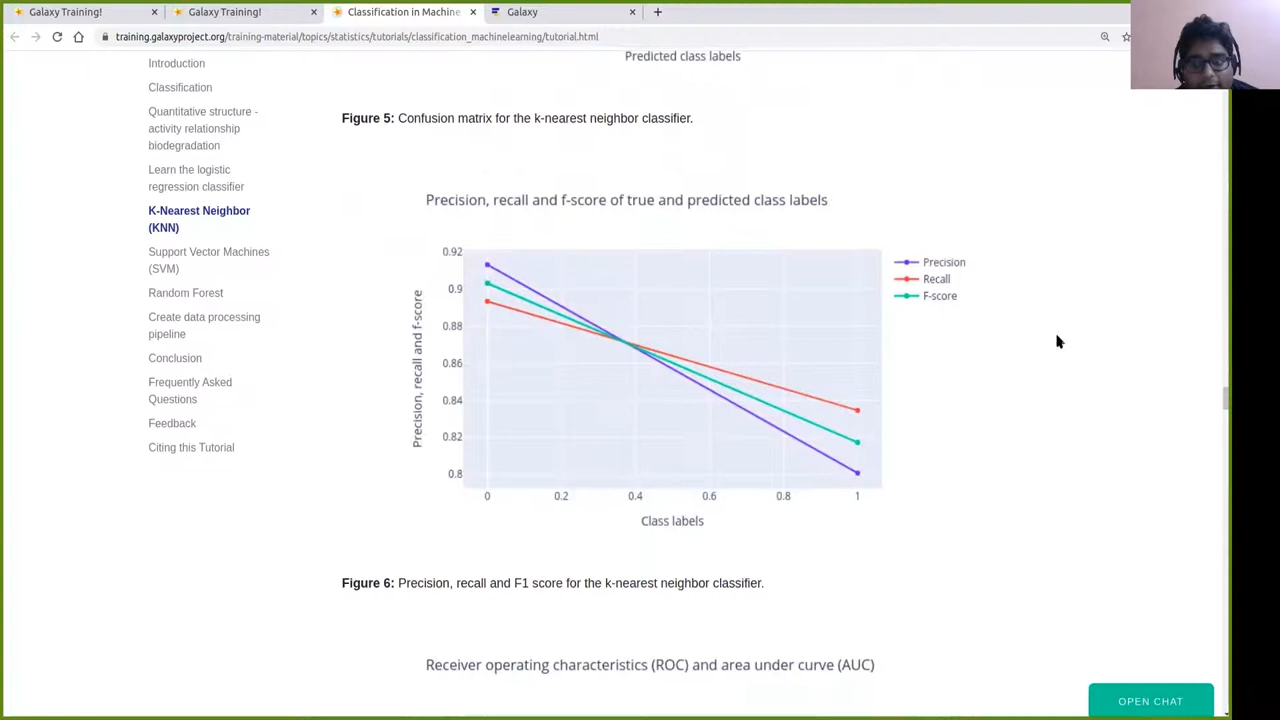 Galaxy Training!
Galaxy Training!
Classification in Machine
Galaxy
training.galaxyproject.org/training-material/topics/statistics/tutorials/classification_machinelearning/tutorial.html
Introduction
Classification
Quantitative structure -
activity relationship
biodegradation
Learn the logistic
regression classifier
K-Nearest Neighbor
(KNN)
Support Vector Machines
(SVM)
Random Forest
Create data processing
pipeline
Conclusion
Frequently Asked
Questions
Feedback
Citing this Tutorial
Predicted class labels
Figure 5: Confusion matrix for the k-nearest neighbor classifier.
Precision, recall and f-score of true and predicted class labels
Precision, recall and f-score
0.92
0.9
0.88
0.86
0.84
0.82
0.8
0 0.2 0.4 0.6 0.8 1
Class labels
Precision
Recall
F-score
Figure 6: Precision, recall and F1 score for the k-nearest neighbor classifier.
Receiver operating characteristics (ROC) and area under curve (AUC)
OPEN CHAT